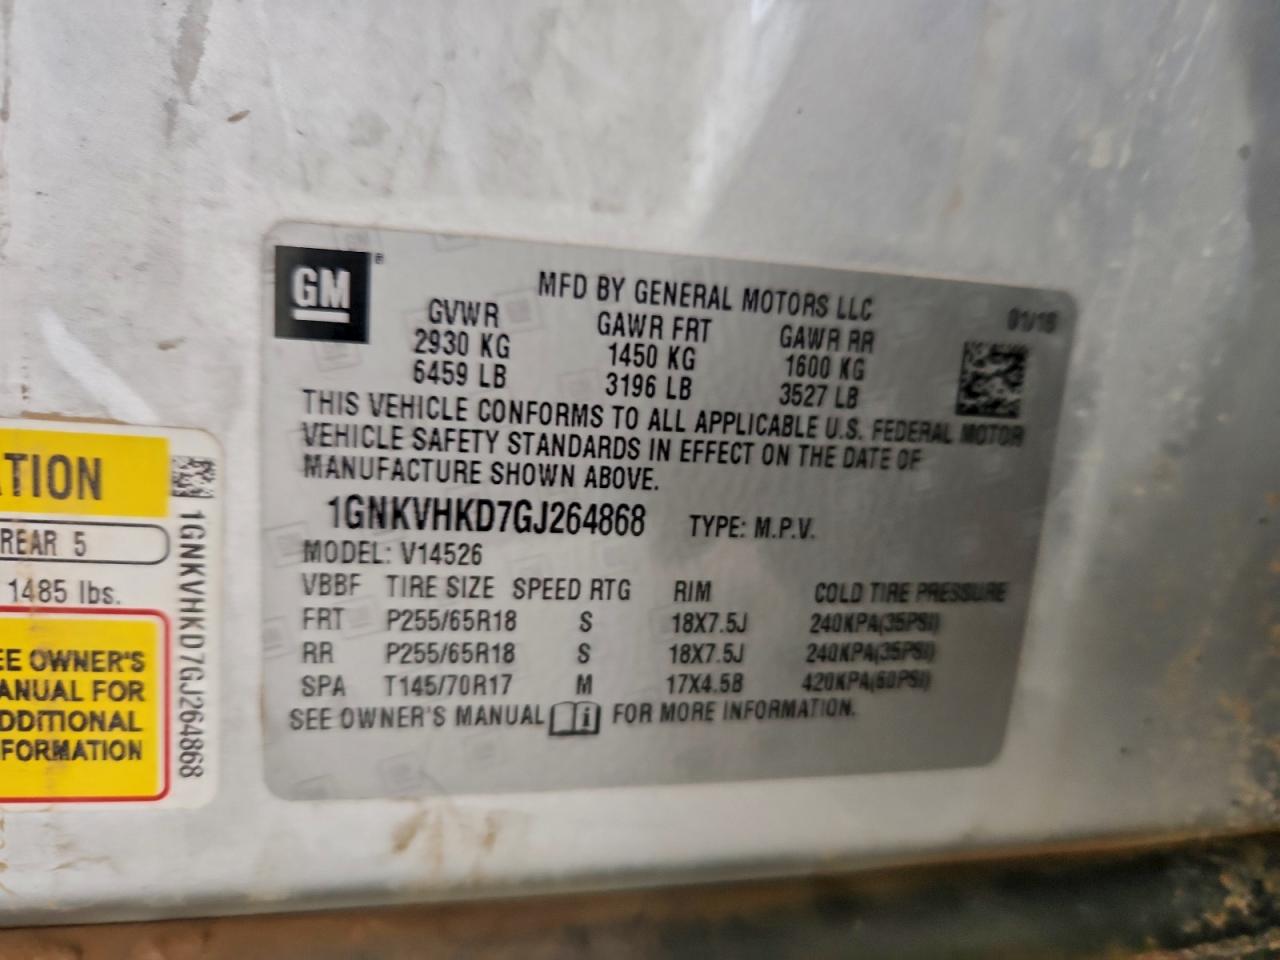 GM
MFD BY GENERAL MOTORS LLC
01/16
GVWR GAWR FRT GAWR RR
2930 KG 1450 KG 1600 KG
6459 LB 3196 LB 3527 LB
THIS VEHICLE CONFORMS TO ALL APPLICABLE U.S. FEDERAL MOTOR
VEHICLE SAFETY STANDARDS IN EFFECT ON THE DATE OF
MANUFACTURE SHOWN ABOVE.
1GNKVHKD7GJ264868 TYPE: M.P.V.
MODEL: V14526
VBBF TIRE SIZE SPEED RTG RIM COLD TIRE PRESSURE
FRT P255/65R18 S 18X7.5J 240KPA(35PSI)
RR P255/65R18 S 18X7.5J 240KPA(35PSI)
SPA T145/70R17 M 17X4.5B 420KPA(60PSI)
SEE OWNER'S MANUAL i FOR MORE INFORMATION.
TION
REAR 5
1485 lbs.
EE OWNER'S
ANUAL FOR
DDITIONAL
FORMATION
1GNKVHKD7GJ264868